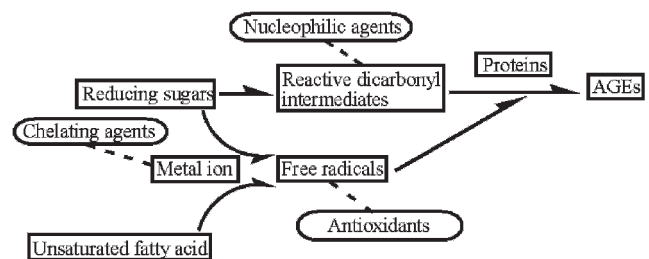 Nucleophilic agents
Proteins
Reducing sugars
Reactive dicarbonyl
intermediates
AGEs
Chelating agents
Metal ion
Free radicals
Antioxidants
Unsaturated fatty acid